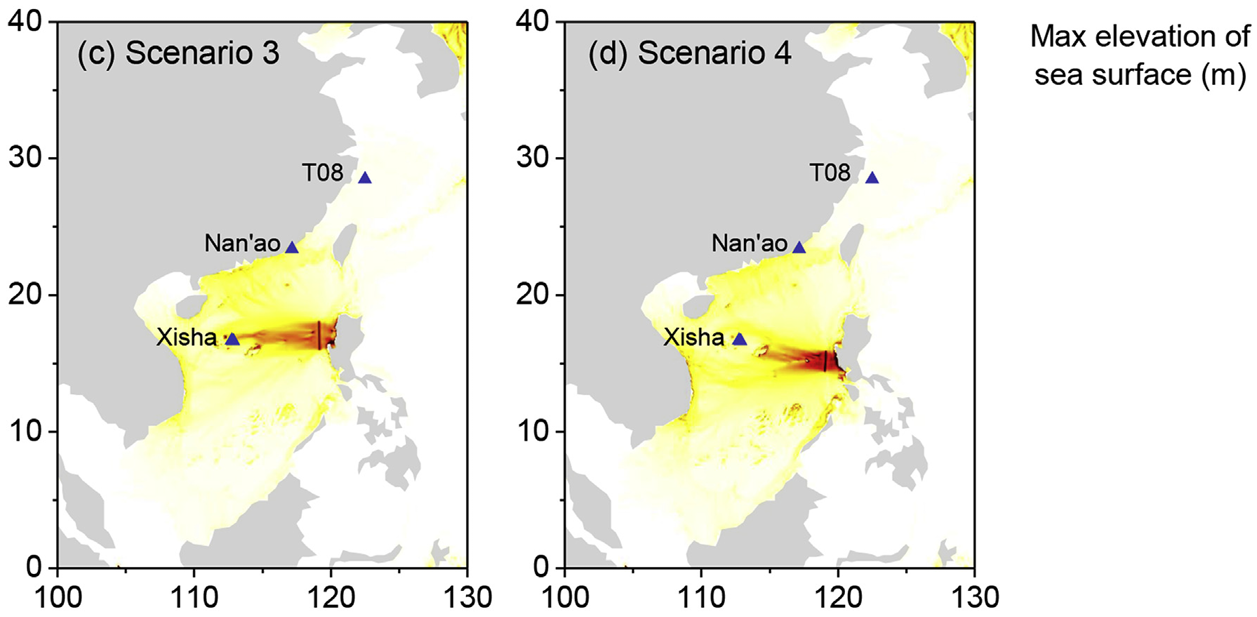 (c) Scenario 3
(d) Scenario 4
Max elevation of
sea surface (m)
40
30
20
10
0
T08
Nan'ao
Xisha
100
110
120
130
40
30
20
10
0
T08
Nan'ao
Xisha
100
110
120
130